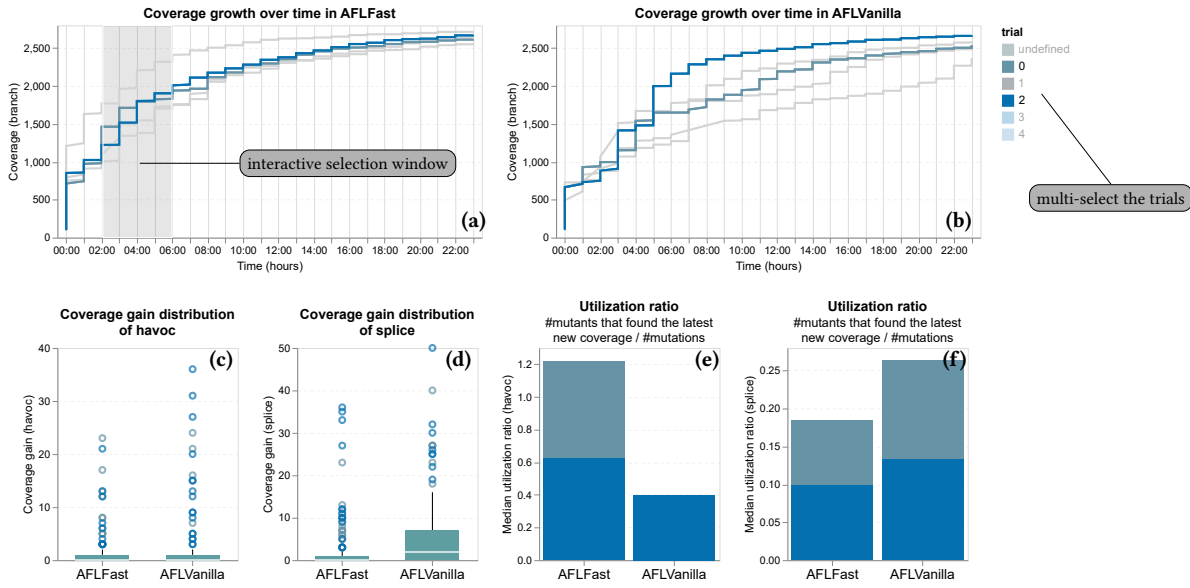 Coverage growth over time in AFLFast
Coverage (branch)
2,500
2,000
1,500
1,000
500
0
interactive selection window
(a)
00:00 02:00 04:00 06:00 08:00 10:00 12:00 14:00 16:00 18:00 20:00 22:00
Time (hours)
Coverage growth over time in AFLVanilla
Coverage (branch)
2,500
2,000
1,500
1,000
500
0
(b)
00:00 02:00 04:00 06:00 08:00 10:00 12:00 14:00 16:00 18:00 20:00 22:00
Time (hours)
trial
undefined
0
1
2
3
4
multi-select the trials
Coverage gain distribution
of havoc
(c)
Coverage gain (havoc)
40
30
20
10
0
AFLFast AFLVanilla
Coverage gain distribution
of splice
(d)
Coverage gain (splice)
50
40
30
20
10
0
AFLFast AFLVanilla
Utilization ratio
#mutants that found the latest
new coverage / #mutations
(e)
Median utilization ratio (havoc)
1.2
1.0
0.8
0.6
0.4
0.2
0.0
AFLFast AFLVanilla
Utilization ratio
#mutants that found the latest
new coverage / #mutations
(f)
Median utilization ratio (splice)
0.25
0.20
0.15
0.10
0.05
0.00
AFLFast AFLVanilla